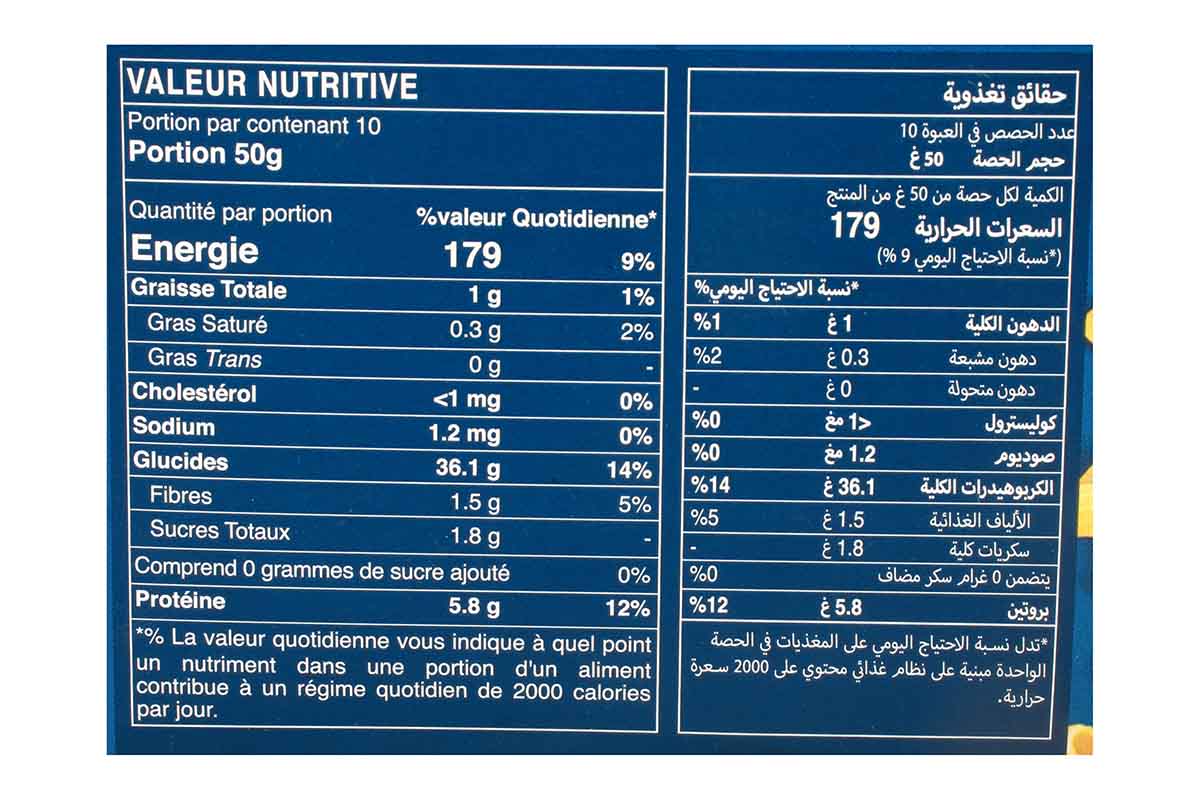 VALEUR NUTRITIVE
Portion par contenant 10
Portion 50g
Quantité par portion %valeur Quotidienne*
Energie 179 9%
Graisse Totale 1 g 1%
Gras Saturé 0.3 g 2%
Gras Trans 0 g -
Cholestérol <1 mg 0%
Sodium 1.2 mg 0%
Glucides 36.1 g 14%
Fibres 1.5 g 5%
Sucres Totaux 1.8 g -
Comprend 0 grammes de sucre ajouté 0%
Protéine 5.8 g 12%
*% La valeur quotidienne vous indique à quel point
un nutriment dans une portion d'un aliment
contribue à un régime quotidien de 2000 calories
par jour.
حقائق تغذوية
عدد الحصص في العبوة 10
حجم الحصة 50 غ
الكمية لكل حصة من 50 غ من المنتج
السعرات الحرارية 179
(*نسبة الاحتياج اليومي 9 %)
*نسبة الاحتياج اليومي%
الدهون الكلية 1 غ 1%
دهون مشبعة 0.3 غ 2%
دهون متحولة 0 غ -
كوليسترول <1 مغ 0%
صوديوم 1.2 مغ 0%
الكربوهيدرات الكلية 36.1 غ 14%
الألياف الغذائية 1.5 غ 5%
سكريات كلية 1.8 غ -
يتضمن 0 غرام سكر مضاف 0%
بروتين 5.8 غ 12%
*تدل نسبة الاحتياج اليومي على المغذيات في الحصة
الواحدة مبنية على نظام غذائي محتوي على 2000 سعرة
حرارية.